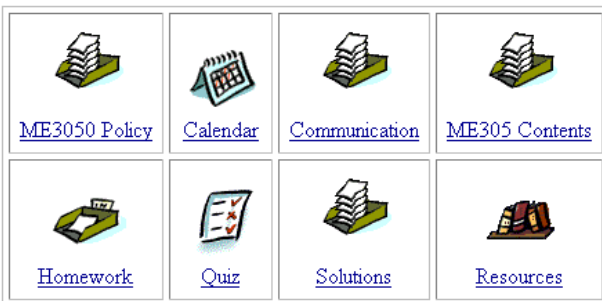 ME3050 Policy
Calendar
Communication
ME305 Contents
Homework
Quiz
Solutions
Resources